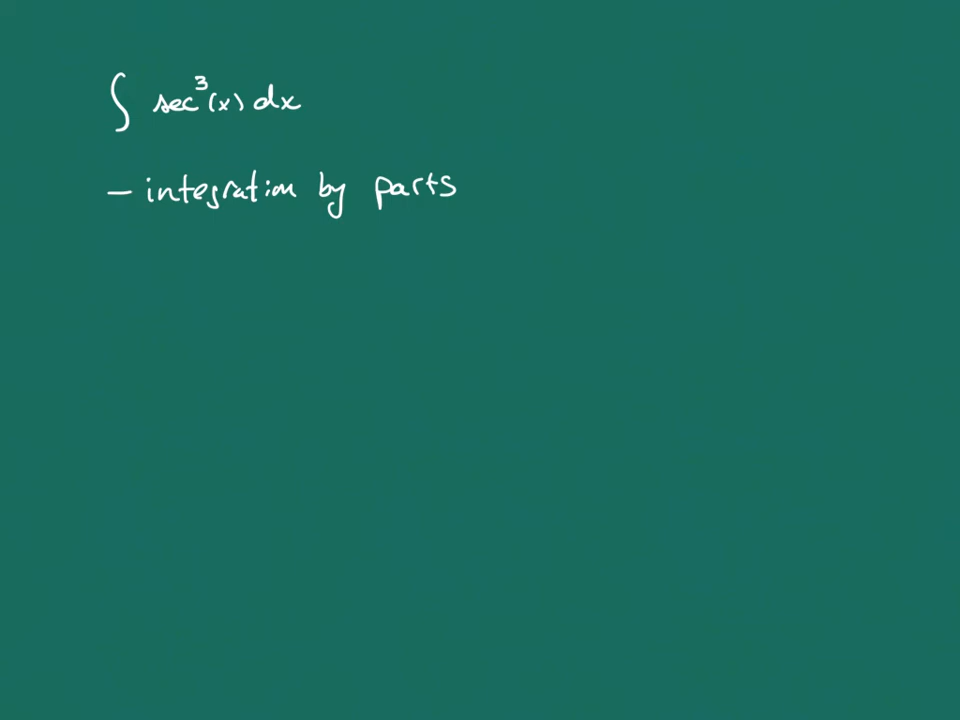 ∫ sec³(x) dx
– integration by parts